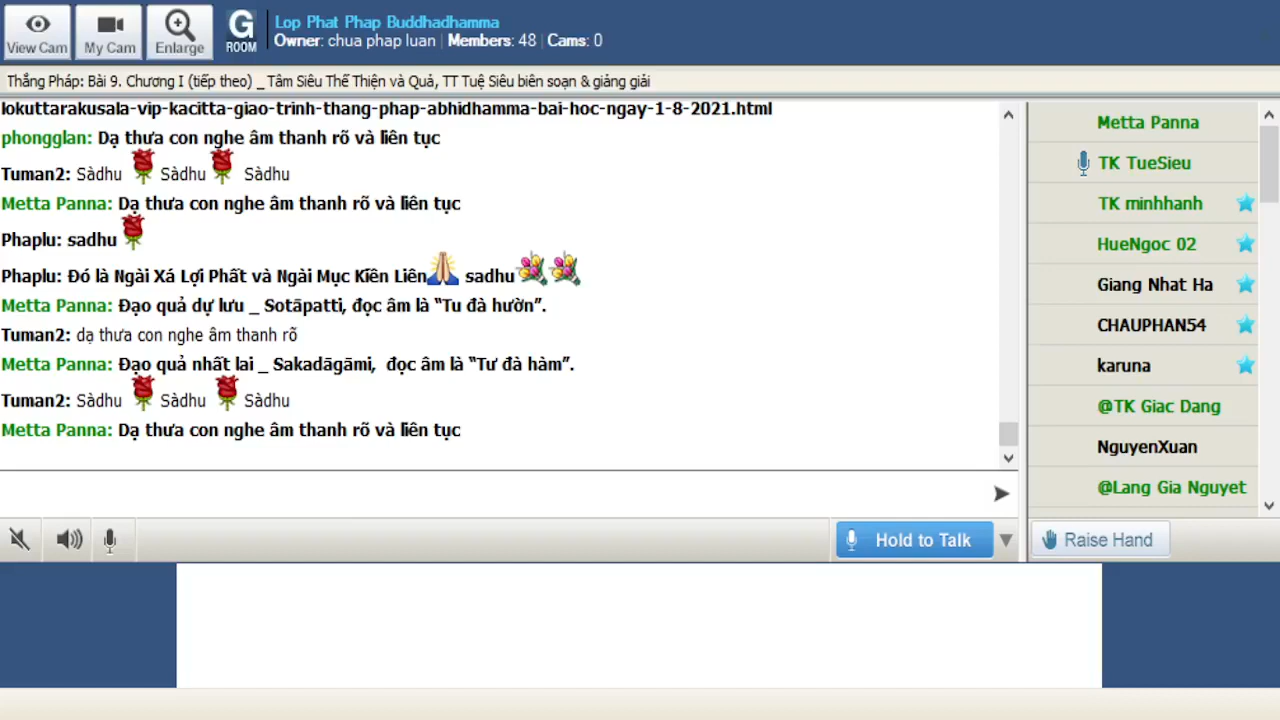 View Cam
My Cam
Enlarge
G
ROOM
Lop Phat Phap Buddhadhamma
Owner: chua phap luan | Members: 48 | Cams: 0
Thắng Pháp: Bài 9. Chương I (tiếp theo) _ Tâm Siêu Thế Thiện và Quả, TT Tuệ Siêu biên soạn & giảng giải
lokuttarakusala-vip-kacitta-giao-trinh-thang-phap-abhidhamma-bai-hoc-ngay-1-8-2021.html
phongglan: Dạ thưa con nghe âm thanh rõ và liên tục
Tuman2: Sàdhu Sàdhu Sàdhu
Metta Panna: Dạ thưa con nghe âm thanh rõ và liên tục
Phaplu: sadhu
Phaplu: Đó là Ngài Xá Lợi Phất và Ngài Mục Kiền Liên sadhu
Metta Panna: Đạo quả dự lưu _ Sotāpatti, đọc âm là “Tu đà hườn”.
Tuman2: dạ thưa con nghe âm thanh rõ
Metta Panna: Đạo quả nhất lai _ Sakadāgāmi, đọc âm là “Tư đà hàm”.
Tuman2: Sàdhu Sàdhu Sàdhu
Metta Panna: Dạ thưa con nghe âm thanh rõ và liên tục
Metta Panna
TK TueSieu
TK minhhanh
HueNgoc 02
Giang Nhat Ha
CHAUPHAN54
karuna
@TK Giac Dang
NguyenXuan
@Lang Gia Nguyet
Hold to Talk
Raise Hand